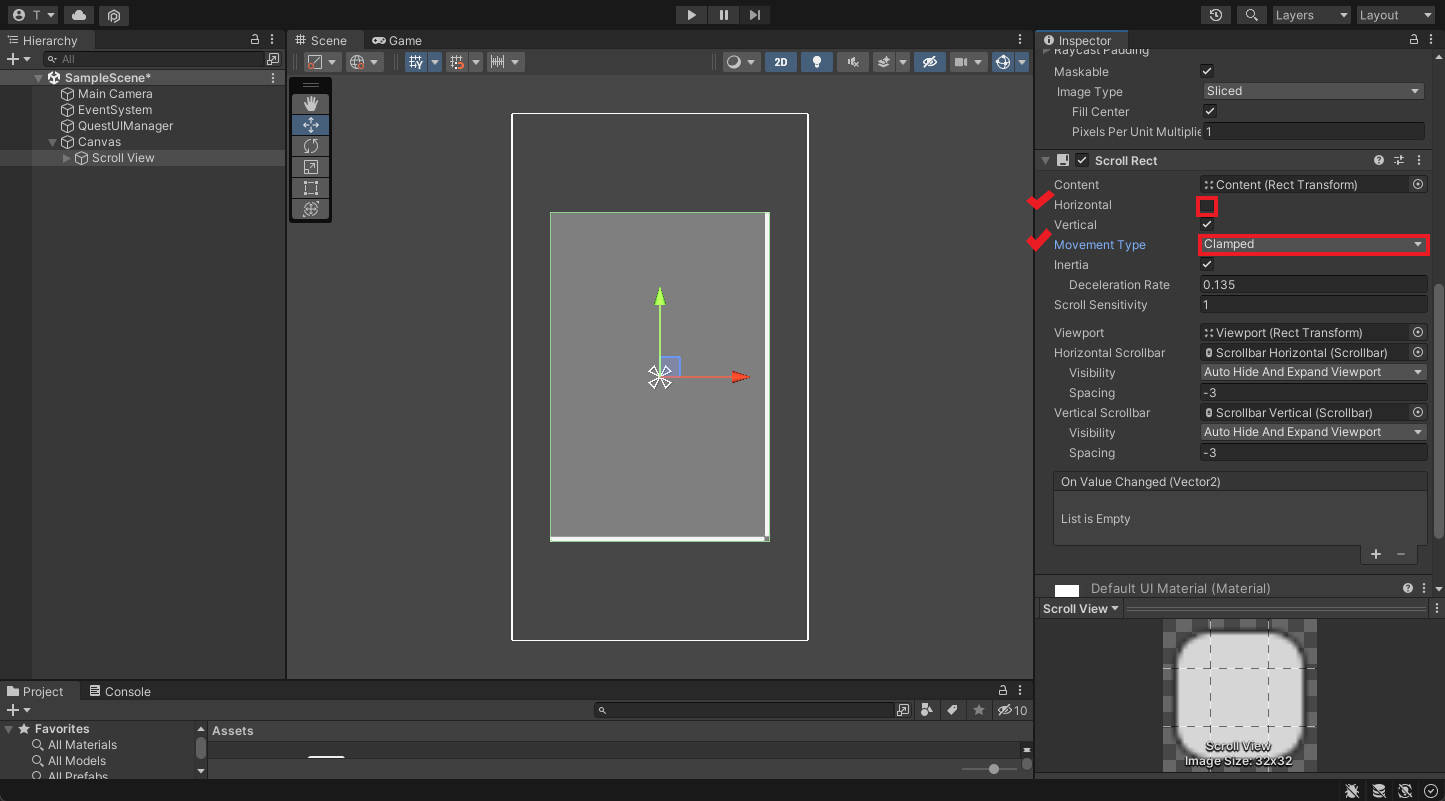 T
Layers
Layout
Hierarchy
All
SampleScene*
Main Camera
EventSystem
QuestUIManager
Canvas
Scroll View
Scene
Game
2D
Inspector
Raycast Padding
Maskable
Image Type
Sliced
Fill Center
Pixels Per Unit Multiplie
1
Scroll Rect
Content
Content (Rect Transform)
Horizontal
Vertical
Movement Type
Clamped
Inertia
Deceleration Rate
0.135
Scroll Sensitivity
1
Viewport
Viewport (Rect Transform)
Horizontal Scrollbar
Scrollbar Horizontal (Scrollbar)
Visibility
Auto Hide And Expand Viewport
Spacing
-3
Vertical Scrollbar
Scrollbar Vertical (Scrollbar)
Visibility
Auto Hide And Expand Viewport
Spacing
-3
On Value Changed (Vector2)
List is Empty
Default UI Material (Material)
Scroll View
Scroll View
Image Size: 32x32
Project
Console
10
Favorites
All Materials
All Models
All Prefabs
Assets